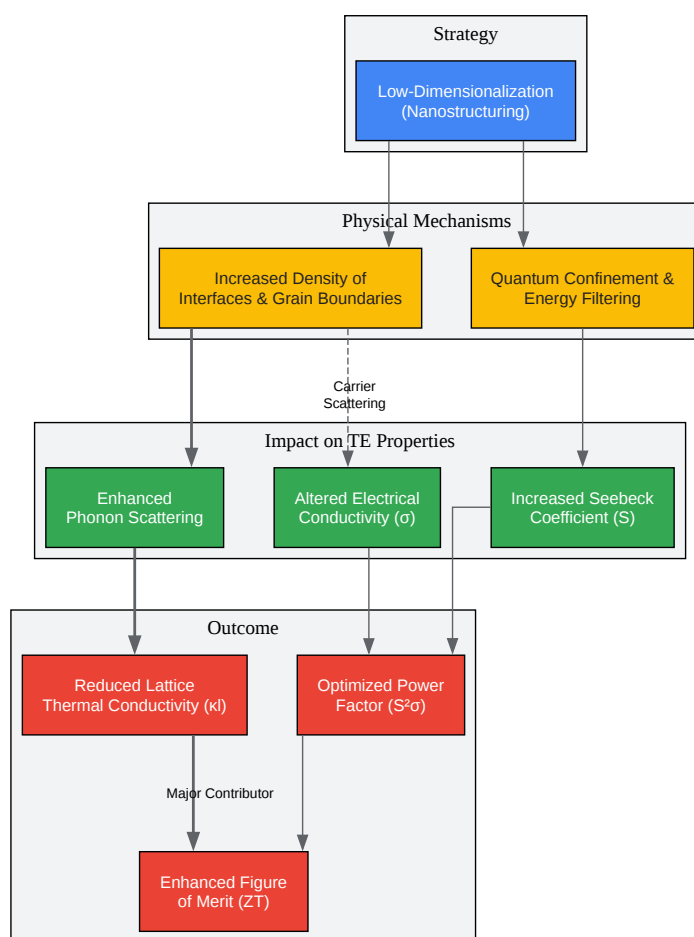 Strategy
Low-Dimensionalization
(Nanostructuring)
Physical Mechanisms
Increased Density of
Interfaces & Grain Boundaries
Quantum Confinement &
Energy Filtering
Carrier
Scattering
Impact on TE Properties
Enhanced
Phonon Scattering
Altered Electrical
Conductivity (σ)
Increased Seebeck
Coefficient (S)
Outcome
Reduced Lattice
Thermal Conductivity (κl)
Optimized Power
Factor (S²σ)
Major Contributor
Enhanced Figure
of Merit (ZT)